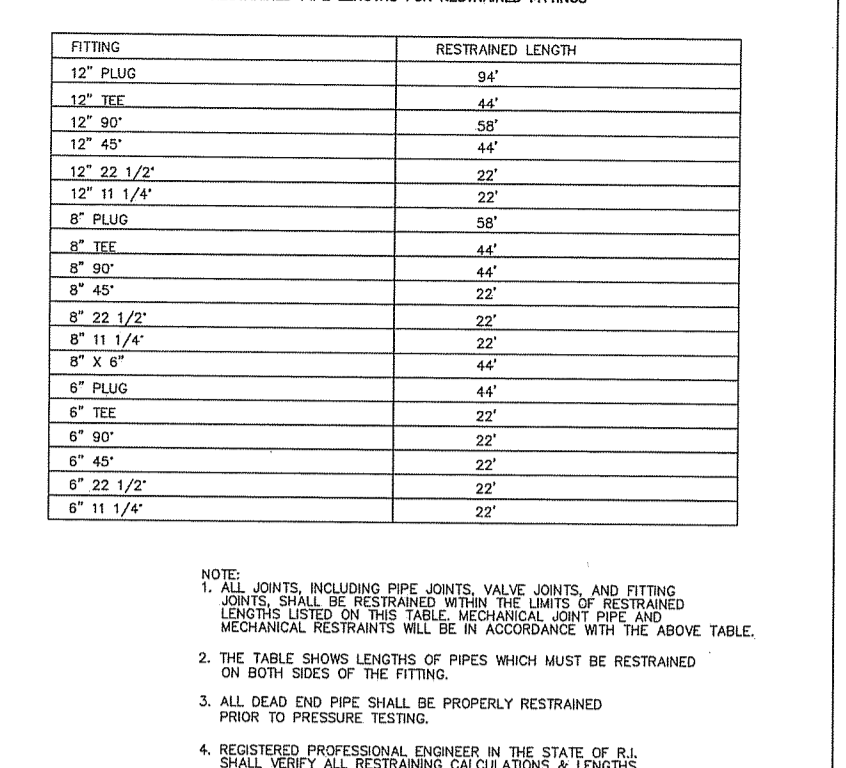 PIPE LENGTHS FOR RESTRAINED FITTINGS
FITTING RESTRAINED LENGTH
12" PLUG 94'
12" TEE 44'
12" 90° 58'
12" 45° 44'
12" 22 1/2° 22'
12" 11 1/4° 22'
8" PLUG 58'
8" TEE 44'
8" 90° 44'
8" 45° 22'
8" 22 1/2° 22'
8" 11 1/4° 22'
8" X 6" 44'
6" PLUG 44'
6" TEE 22'
6" 90° 22'
6" 45° 22'
6" 22 1/2° 22'
6" 11 1/4° 22'
NOTE:
1. ALL JOINTS, INCLUDING PIPE JOINTS, VALVE JOINTS, AND FITTING
JOINTS, SHALL BE RESTRAINED WITHIN THE LIMITS OF RESTRAINED
LENGTHS LISTED ON THIS TABLE. MECHANICAL JOINT PIPE AND
MECHANICAL RESTRAINTS WILL BE IN ACCORDANCE WITH THE ABOVE TABLE.
2. THE TABLE SHOWS LENGTHS OF PIPES WHICH MUST BE RESTRAINED
ON BOTH SIDES OF THE FITTING.
3. ALL DEAD END PIPE SHALL BE PROPERLY RESTRAINED
PRIOR TO PRESSURE TESTING.
4. REGISTERED PROFESSIONAL ENGINEER IN THE STATE OF R.I.
SHALL VERIFY ALL RESTRAINING CALCULATIONS & LENGTHS